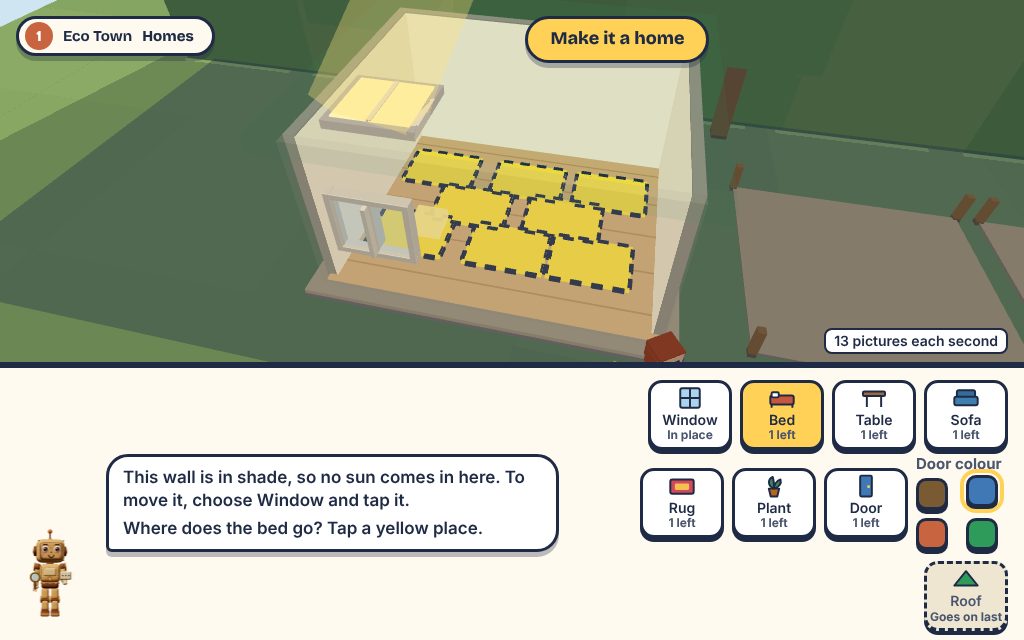 1 Eco Town Homes
Make it a home
13 pictures each second
This wall is in shade, so no sun comes in here. To
move it, choose Window and tap it.
Where does the bed go? Tap a yellow place.
Window
In place
Bed
1 left
Table
1 left
Sofa
1 left
Rug
1 left
Plant
1 left
Door
1 left
Door colour
Roof
Goes on last